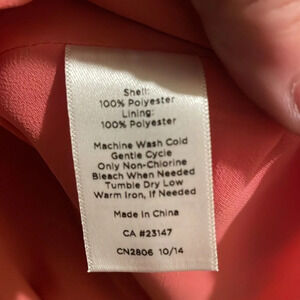 Shell:
100% Polyester
Lining:
100% Polyester
Machine Wash Cold
Gentle Cycle
Only Non-Chlorine
Bleach When Needed
Tumble Dry Low
Warm Iron, If Needed
Made in China
CA #23147
CN2806 10/14